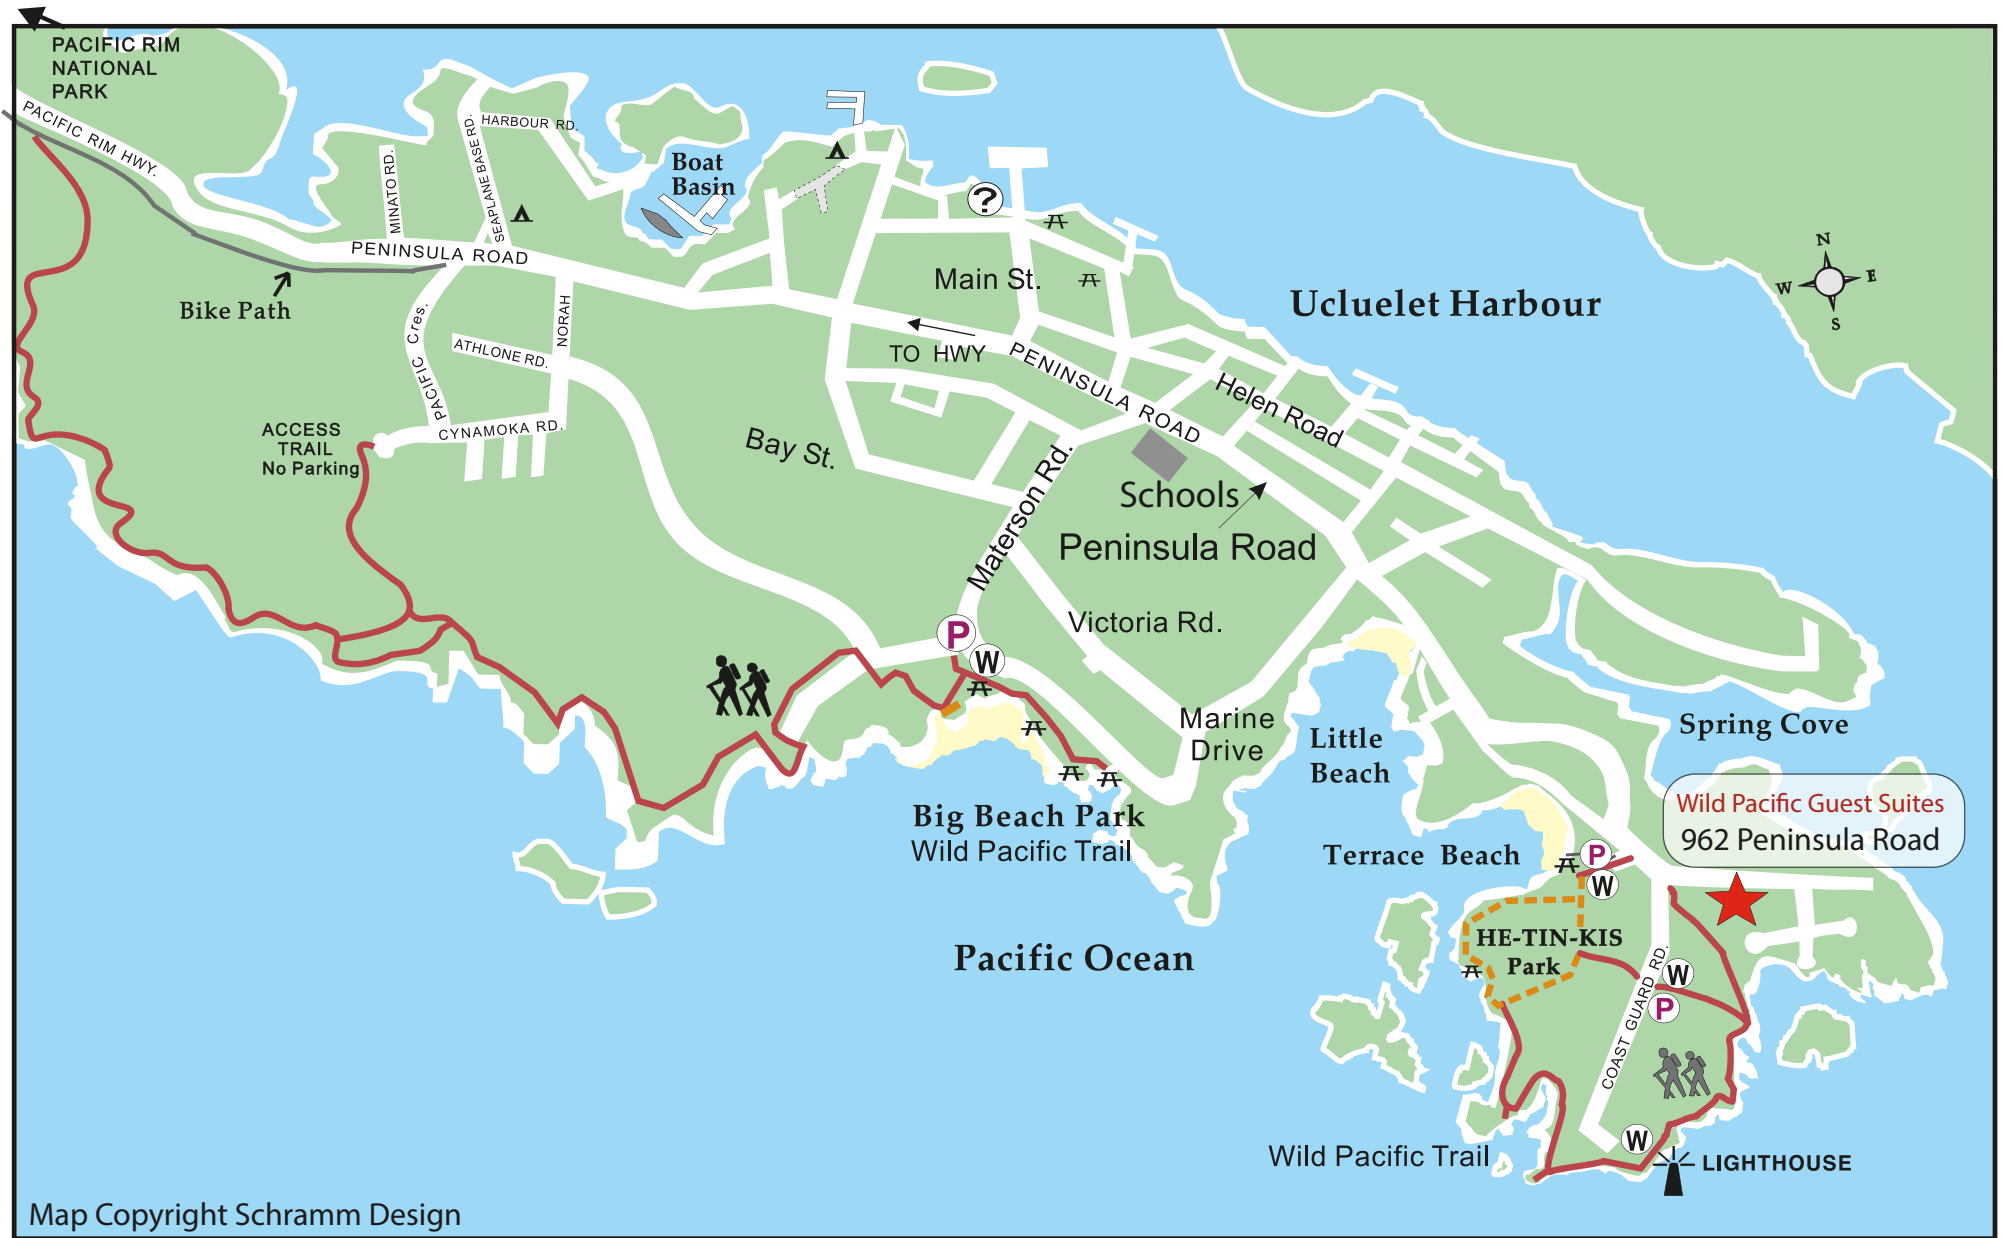 PACIFIC RIM
NATIONAL
PARK
PACIFIC RIM HWY.
HARBOUR RD.
SEAPLANE BASE RD.
MINATO RD.
Boat
Basin
?
PENINSULA ROAD
Bike Path
Main St.
Ucluelet Harbour
N
E
W
S
NORAH
PACIFIC Cres.
ATHLONE RD.
TO HWY
PENINSULA ROAD
Helen Road
CYNAMOKA RD.
ACCESS
TRAIL
No Parking
Bay St.
Materson Rd.
Schools
Peninsula Road
Victoria Rd.
P
W
Marine
Drive
Little
Beach
Spring Cove
Wild Pacific Guest Suites
962 Peninsula Road
Big Beach Park
Wild Pacific Trail
Terrace Beach
P
W
HE-TIN-KIS
Park
Pacific Ocean
COAST GUARD RD.
W
P
W
Wild Pacific Trail
LIGHTHOUSE
Map Copyright Schramm Design